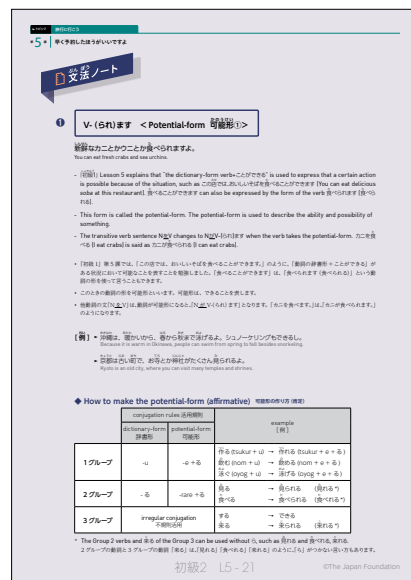 トピック 旅行に行こう
5 早く予約したほうがいいですよ
文法ノート
❶ V-(られ)ます <Potential-form 可能形①>
新鮮なカニとかウニとか食べられますよ。
You can eat fresh crabs and sea urchins.
- (初級1) Lesson 5 explains that "the dictionary-form verb+ことができる" is used to express that a certain action
is possible because of the situation, such as この店では、おいしいそばを食べることができます [You can eat delicious
soba at this restaurant]. 食べることができます can also be expressed by the form of the verb 食べられます [食べら
れる].
- This form is called the potential-form. The potential-form is used to describe the ability and possibility of
something.
- The transitive verb sentence NをV changes to NがV-(られ)ます when the verb takes the potential-form. カニを食
べる [I eat crabs] is said as カニが食べられる [I can eat crabs].
• 『初級1』第5課では、「この店では、おいしいそばを食べることができます。」のように、「動詞の辞書形 + ことができる」が
ある状況において可能なことを表すことを勉強しました。「食べることができます」は、「食べられます (食べられる)」という動
詞の形を使って言うこともできます。
• このときの動詞の形を可能形といいます。可能形は、できることを表します。
• 他動詞の文「NをV」は、動詞が可能形になると、「NがV-(られ)ます」となります。「カニを食べます。」は、「カニが食べられます。」
のようになります。
[例] ▸ 沖縄は、暖かいから、春から秋まで泳げるよ。シュノーケリングもできるし。
Because it is warm in Okinawa, people can swim from spring to fall besides snorkeling.
▸ 京都は古い町で、お寺とか神社がたくさん見られるよ。
Kyoto is an old city, where you can visit many temples and shrines.
◆ How to make the potential-form (affirmative) 可能形の作り方 (肯定)
conjugation rules 活用規則
example
[例]
dictionary-form
辞書形
potential-form
可能形
1グループ -u -e +る
作る (tsukur + u) → 作れる (tsukur + e + る)
飲む (nom + u) → 飲める (nom + e + る)
泳ぐ (oyog + u) → 泳げる (oyog + e + る)
2グループ - る -rare +る
見る → 見られる (見れる*)
食べる → 食べられる (食べれる*)
3グループ irregular conjugation
不規則活用
する → できる
来る → 来られる (来れる*)
* The Group 2 verbs and 来る of the Group 3 can be used without ら, such as 見れる and 食べれる, 来れる.
2グループの動詞と3グループの動詞「来る」は、「見れる」「食べれる」「来れる」のように、「ら」がつかない言い方もあります。
初級2 L5 - 21
©The Japan Foundation